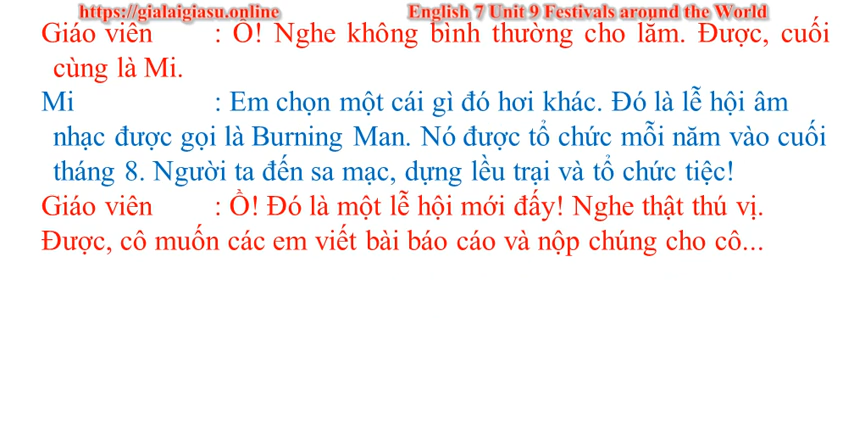 https://gialaigiasu.online English 7 Unit 9 Festivals around the World
Giáo viên : Ồ! Nghe không bình thường cho lắm. Được, cuối
cùng là Mi.
Mi : Em chọn một cái gì đó hơi khác. Đó là lễ hội âm
nhạc được gọi là Burning Man. Nó được tổ chức mỗi năm vào cuối
tháng 8. Người ta đến sa mạc, dựng lều trại và tổ chức tiệc!
Giáo viên : Ồ! Đó là một lễ hội mới đấy! Nghe thật thú vị.
Được, cô muốn các em viết bài báo cáo và nộp chúng cho cô...